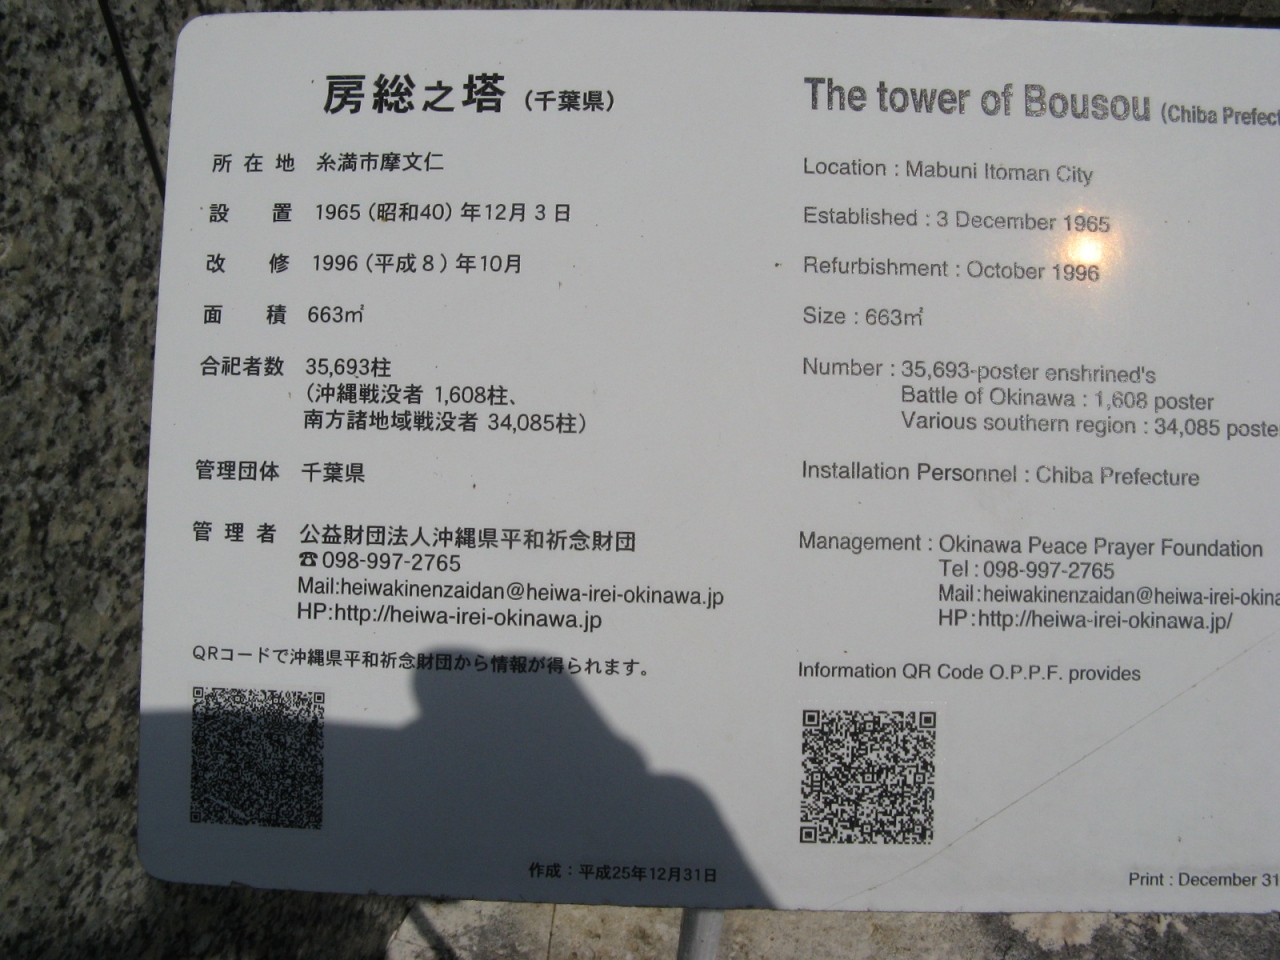 房総之塔 (千葉県)
所在地 糸満市摩文仁
設置 1965 (昭和40) 年12月3日
改修 1996 (平成8) 年10月
面積 663㎡
合祀者数 35,693柱
(沖縄戦没者 1,608柱、
南方諸地域戦没者 34,085柱)
管理団体 千葉県
管理者 公益財団法人沖縄県平和祈念財団
☎098-997-2765
Mail:heiwakinenzaidan@heiwa-irei-okinawa.jp
HP:http://heiwa-irei-okinawa.jp
QRコードで沖縄県平和祈念財団から情報が得られます。
作成：平成25年12月31日
The tower of Bousou (Chiba Prefect
Location : Mabuni Itoman City
Established : 3 December 1965
Refurbishment : October 1996
Size : 663㎡
Number : 35,693-poster enshrined's
Battle of Okinawa : 1,608 poster
Various southern region : 34,085 poste
Installation Personnel : Chiba Prefecture
Management : Okinawa Peace Prayer Foundation
Tel : 098-997-2765
Mail : heiwakinenzaidan@heiwa-irei-okina
HP : http://heiwa-irei-okinawa.jp/
Information QR Code O.P.P.F. provides
Print : December 31